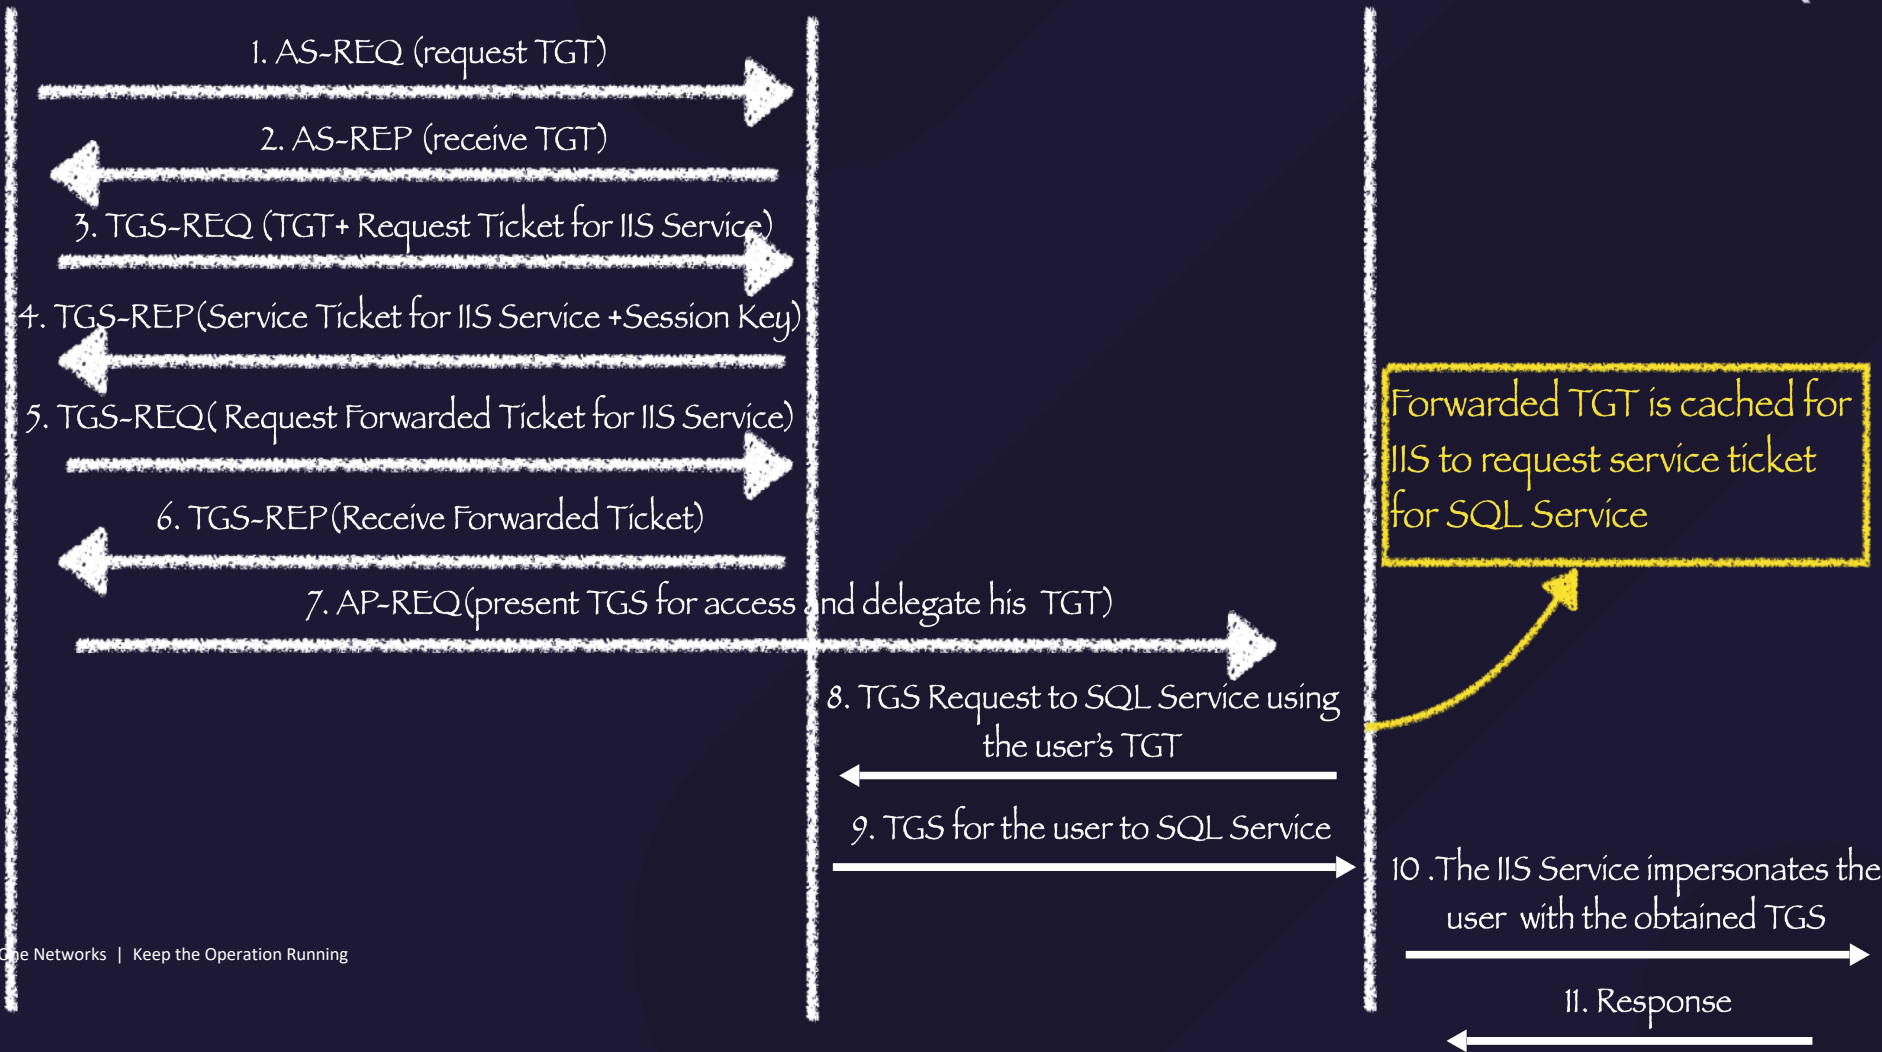 1. AS-REQ (request TGT)
2. AS-REP (receive TGT)
3. TGS-REQ (TGT+ Request Ticket for IIS Service)
4. TGS-REP(Service Ticket for IIS Service +Session Key)
5. TGS-REQ( Request Forwarded Ticket for IIS Service)
6. TGS-REP(Receive Forwarded Ticket)
7. AP-REQ(present TGS for access and delegate his TGT)
Forwarded TGT is cached for
IIS to request service ticket
for SQL Service
8. TGS Request to SQL Service using
the user's TGT
9. TGS for the user to SQL Service
10 .The IIS Service impersonates the
user with the obtained TGS
11. Response
One Networks | Keep the Operation Running